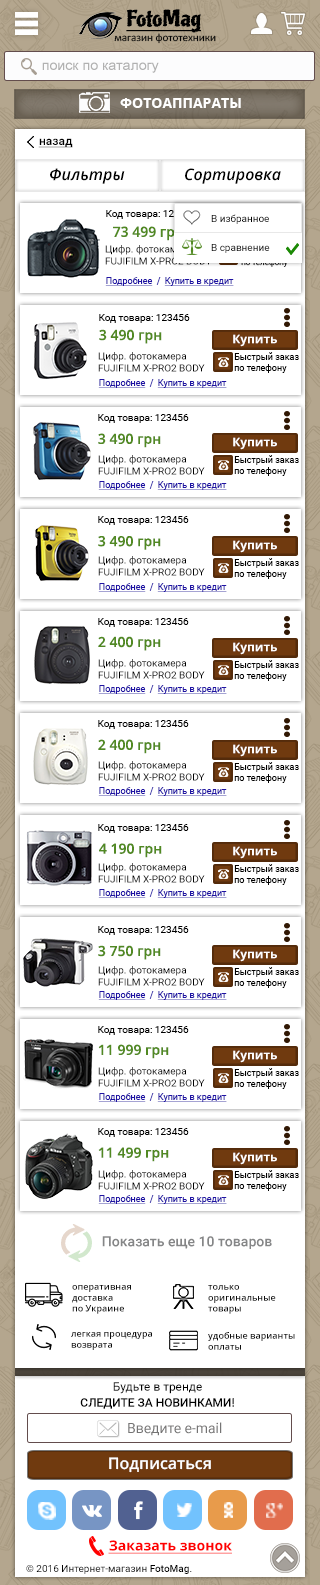 FotoMag
магазин фототехники
поиск по каталогу
ФОТОАППАРАТЫ
назад
Фильтры
Сортировка
Код товара: 12
В избранное
73 499 гр
Цифр. фотокам
В сравнение
FUJIFILM X-PRO2 BODY
по телефону
Подробнее / Купить в кредит
Код товара: 123456
3 490 грн
Купить
Цифр. фотокамера
FUJIFILM X-PRO2 BODY
Быстрый заказ
по телефону
Подробнее / Купить в кредит
Код товара: 123456
3 490 грн
Купить
Цифр. фотокамера
FUJIFILM X-PRO2 BODY
Быстрый заказ
по телефону
Подробнее / Купить в кредит
Код товара: 123456
3 490 грн
Купить
Цифр. фотокамера
FUJIFILM X-PRO2 BODY
Быстрый заказ
по телефону
Подробнее / Купить в кредит
Код товара: 123456
2 400 грн
Купить
Цифр. фотокамера
FUJIFILM X-PRO2 BODY
Быстрый заказ
по телефону
Подробнее / Купить в кредит
Код товара: 123456
2 400 грн
Купить
Цифр. фотокамера
FUJIFILM X-PRO2 BODY
Быстрый заказ
по телефону
Подробнее / Купить в кредит
Код товара: 123456
4 190 грн
Купить
Цифр. фотокамера
FUJIFILM X-PRO2 BODY
Быстрый заказ
по телефону
Подробнее / Купить в кредит
Код товара: 123456
3 750 грн
Купить
Цифр. фотокамера
FUJIFILM X-PRO2 BODY
Быстрый заказ
по телефону
Подробнее / Купить в кредит
Код товара: 123456
11 999 грн
Купить
Цифр. фотокамера
FUJIFILM X-PRO2 BODY
Быстрый заказ
по телефону
Подробнее / Купить в кредит
Код товара: 123456
11 499 грн
Купить
Цифр. фотокамера
FUJIFILM X-PRO2 BODY
Быстрый заказ
по телефону
Подробнее / Купить в кредит
Показать еще 10 товаров
оперативная
доставка
по Украине
только
оригинальные
товары
легкая процедура
возврата
удобные варианты
оплаты
Будьте в тренде
СЛЕДИТЕ ЗА НОВИНКАМИ!
Введите e-mail
Подписаться
Заказать звонок
© 2016 Интернет-магазин FotoMag.